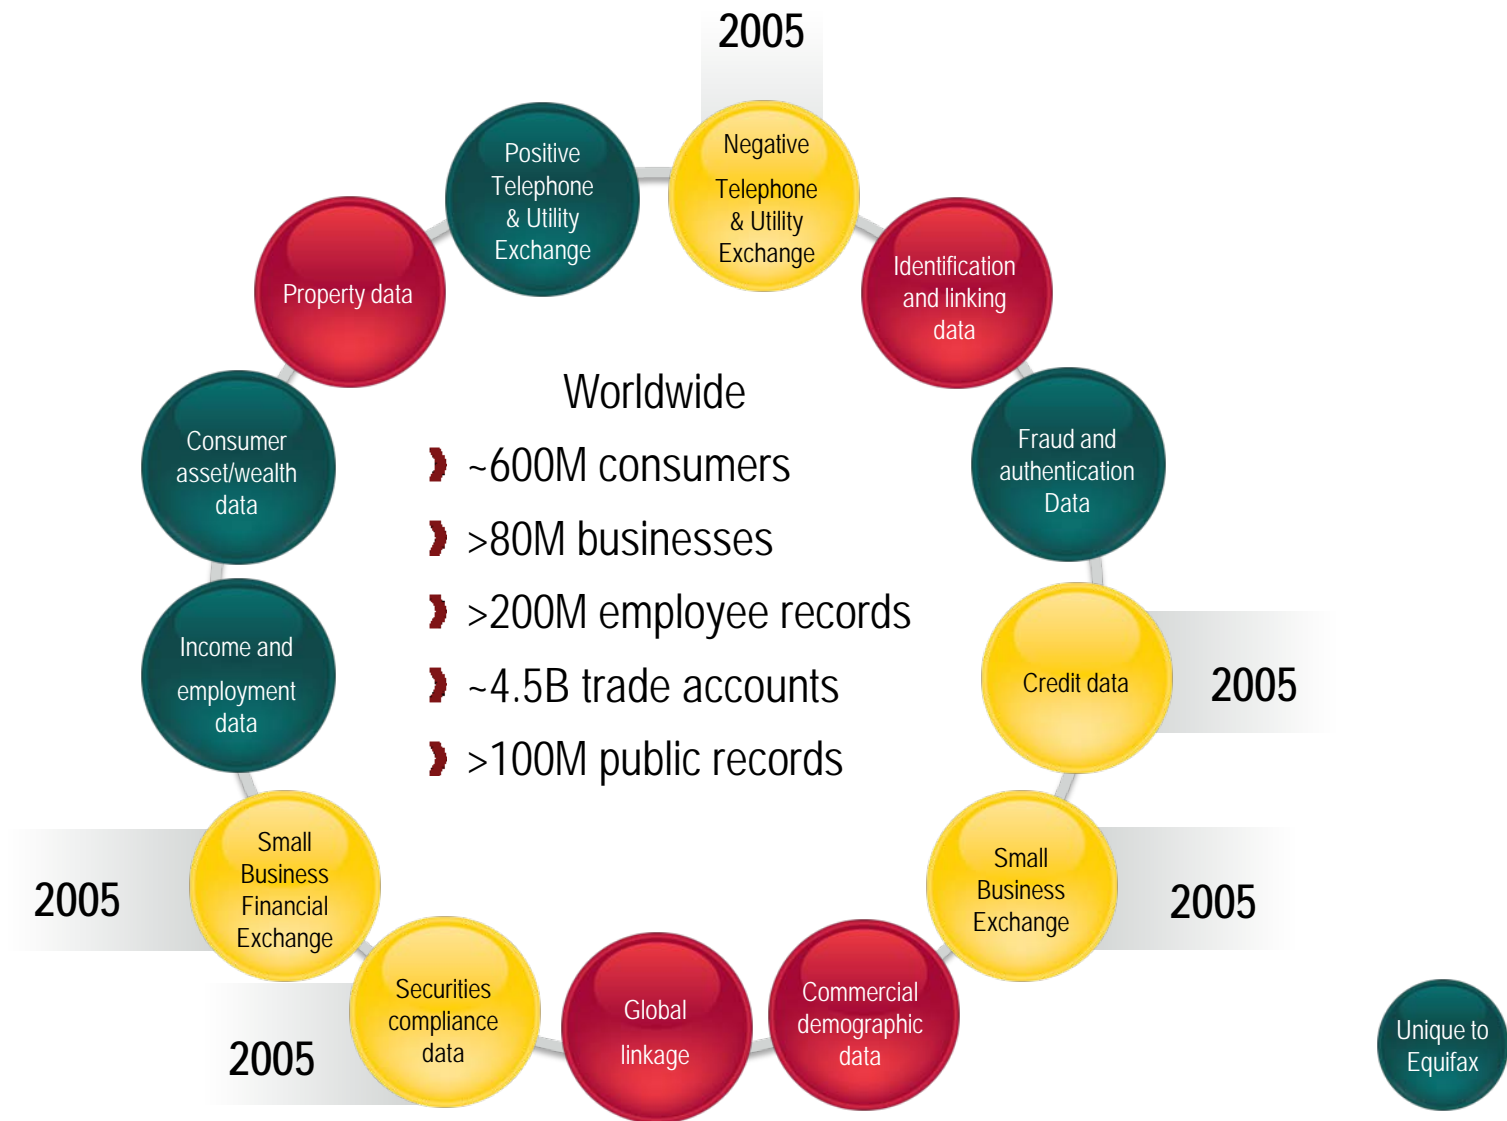 2005
Positive
Telephone
& Utility
Exchange
Negative
Telephone
& Utility
Exchange
Property data
Identification
and linking
data
Worldwide
~600M consumers
>80M businesses
>200M employee records
~4.5B trade accounts
>100M public records
Consumer
asset/wealth
data
Fraud and
authentication
Data
Income and
employment
data
Credit data
2005
Small
Business
Financial
Exchange
2005
Small
Business
Exchange
2005
Securities
compliance
data
2005
Global
linkage
Commercial
demographic
data
Unique to
Equifax